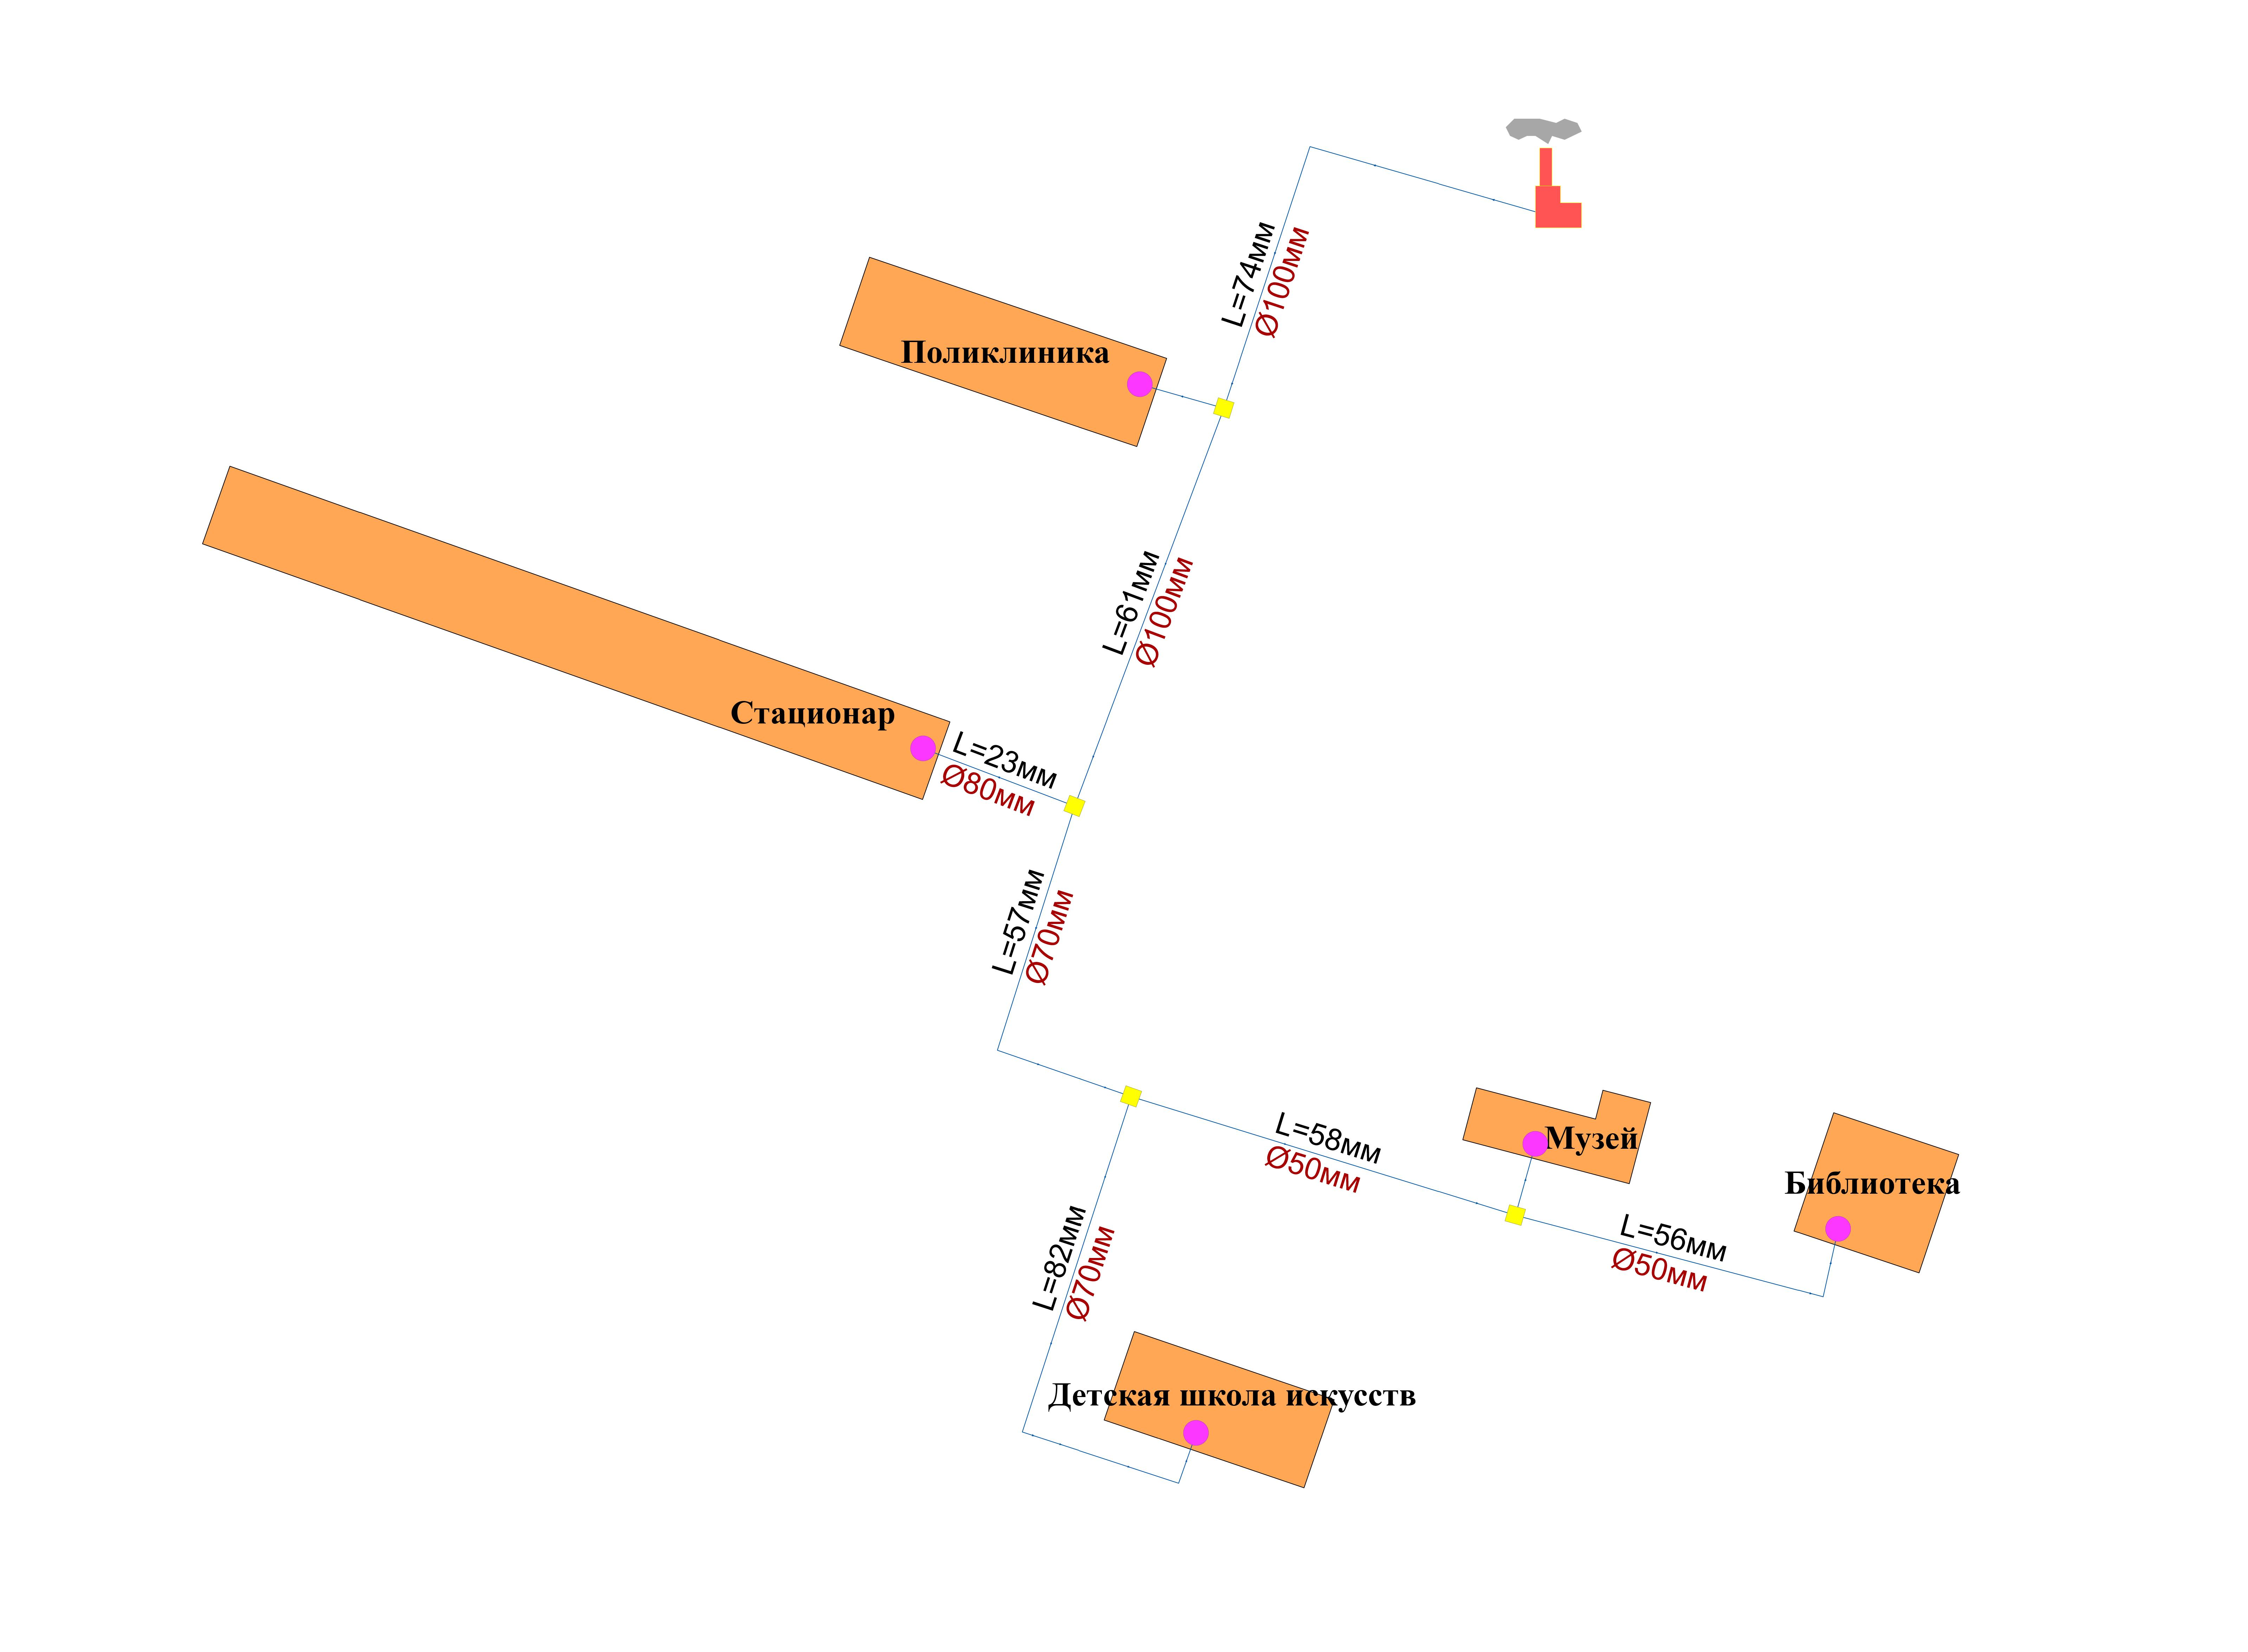 L=74мм
Ø100мм
Поликлиника
L=61мм
Ø100мм
Стационар
L=23мм
Ø80мм
L=57мм
Ø70мм
L=58мм
Ø50мм
Музей
Библиотека
L=56мм
Ø50мм
L=82мм
Ø70мм
Детская школа искусств